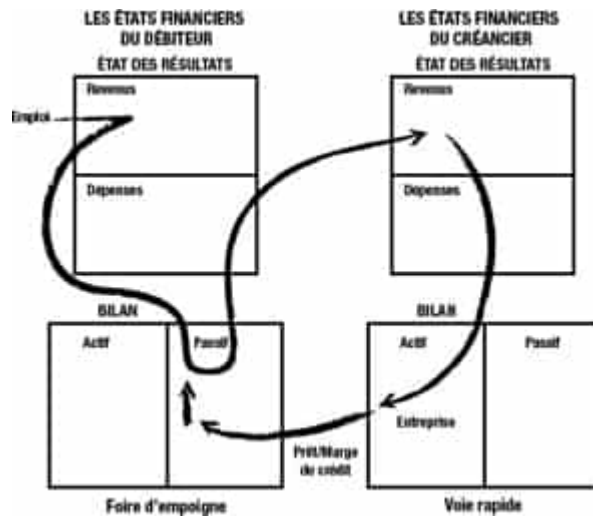 LES ÉTATS FINANCIERS
DU DÉBITEUR
ÉTAT DES RÉSULTATS
Revenus
Emploi
Dépenses
BILAN
Actif
Passif
Foire d'empoigne
LES ÉTATS FINANCIERS
DU CRÉANCIER
ÉTAT DES RÉSULTATS
Revenus
Dépenses
BILAN
Actif
Passif
Entreprise
Prêt/Marge
de crédit
Voie rapide